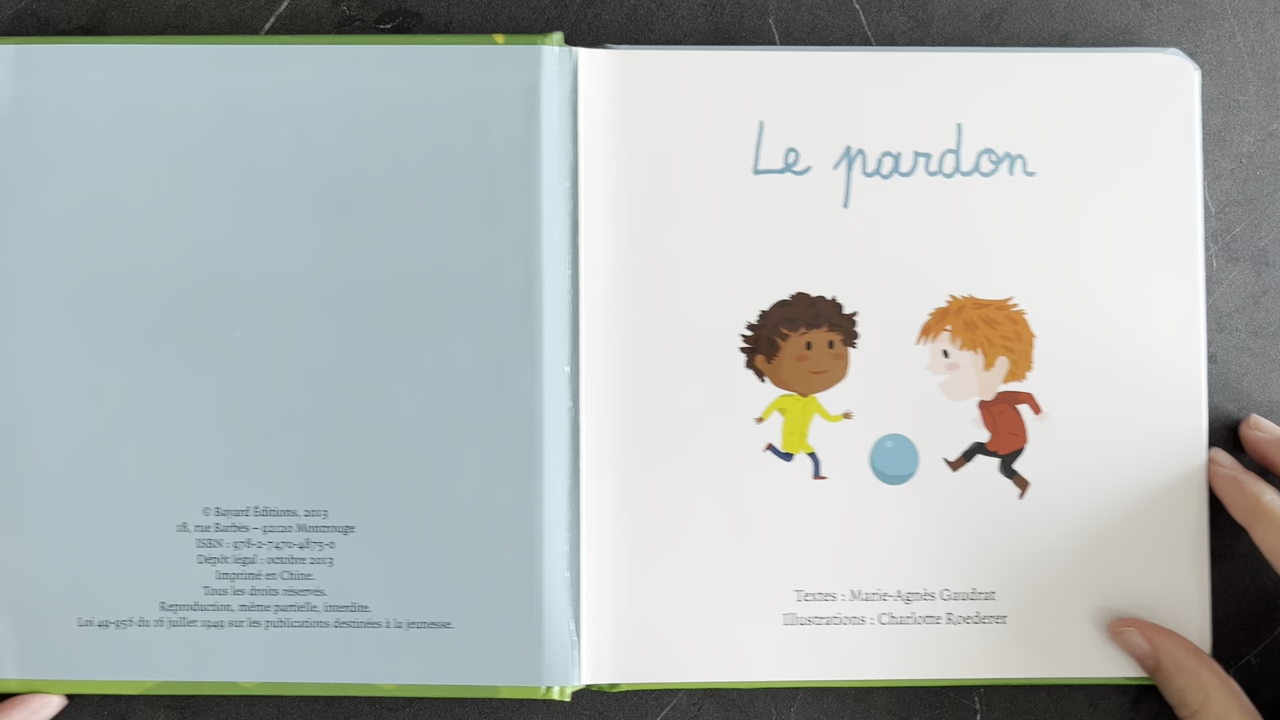 © Bayard Éditions, 2013
18, rue Barbès – 92120 Montrouge
ISBN : 978-2-7470-4875-0
Dépôt légal : octobre 2013
Imprimé en Chine.
Tous les droits réservés.
Reproduction, même partielle, interdite.
Loi 49-956 du 16 juillet 1949 sur les publications destinées à la jeunesse.
Le pardon
Textes : Marie-Agnès Gaudrat
Illustrations : Charlotte Roederer